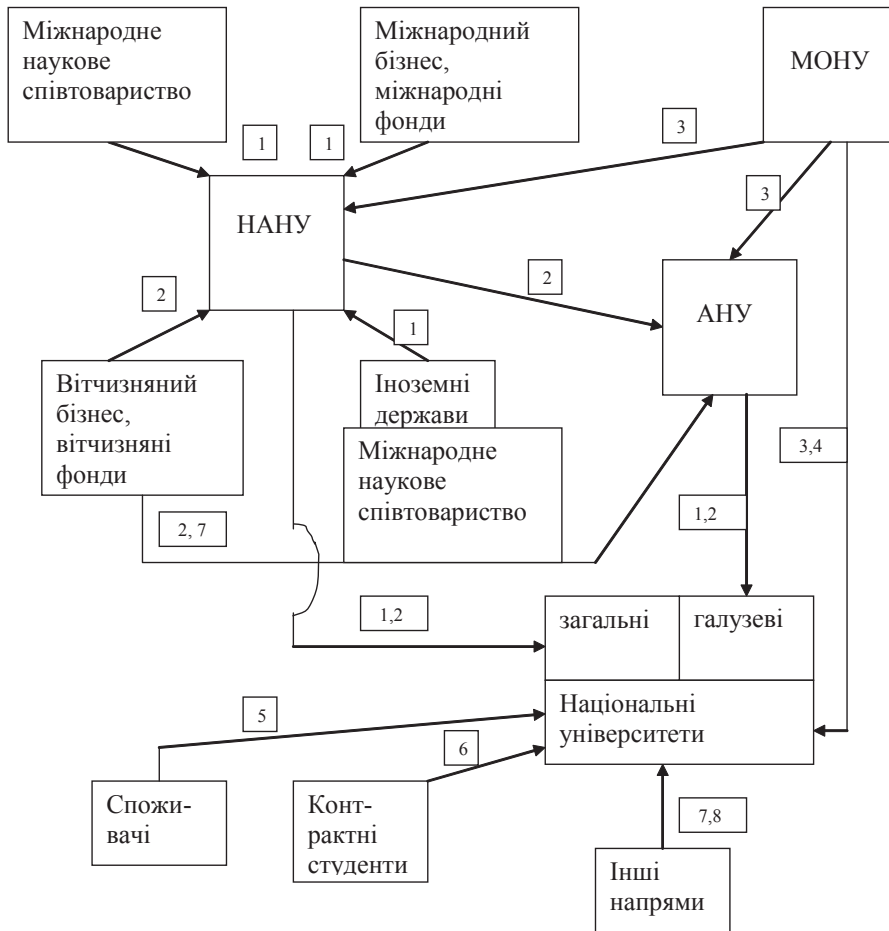 Міжнародне
наукове
співтовариство
Міжнародний
бізнес,
міжнародні
фонди
МОНУ
1
1
3
3
НАНУ
2
2
АНУ
1
Вітчизняний
бізнес,
вітчизняні
фонди
Іноземні
держави
Міжнародне
наукове
співтовариство
3,4
2, 7
1,2
1,2
загальні
галузеві
Національні
університети
5
6
Спожи-
вачі
Конт-
рактні
студенти
7,8
Інші
напрями